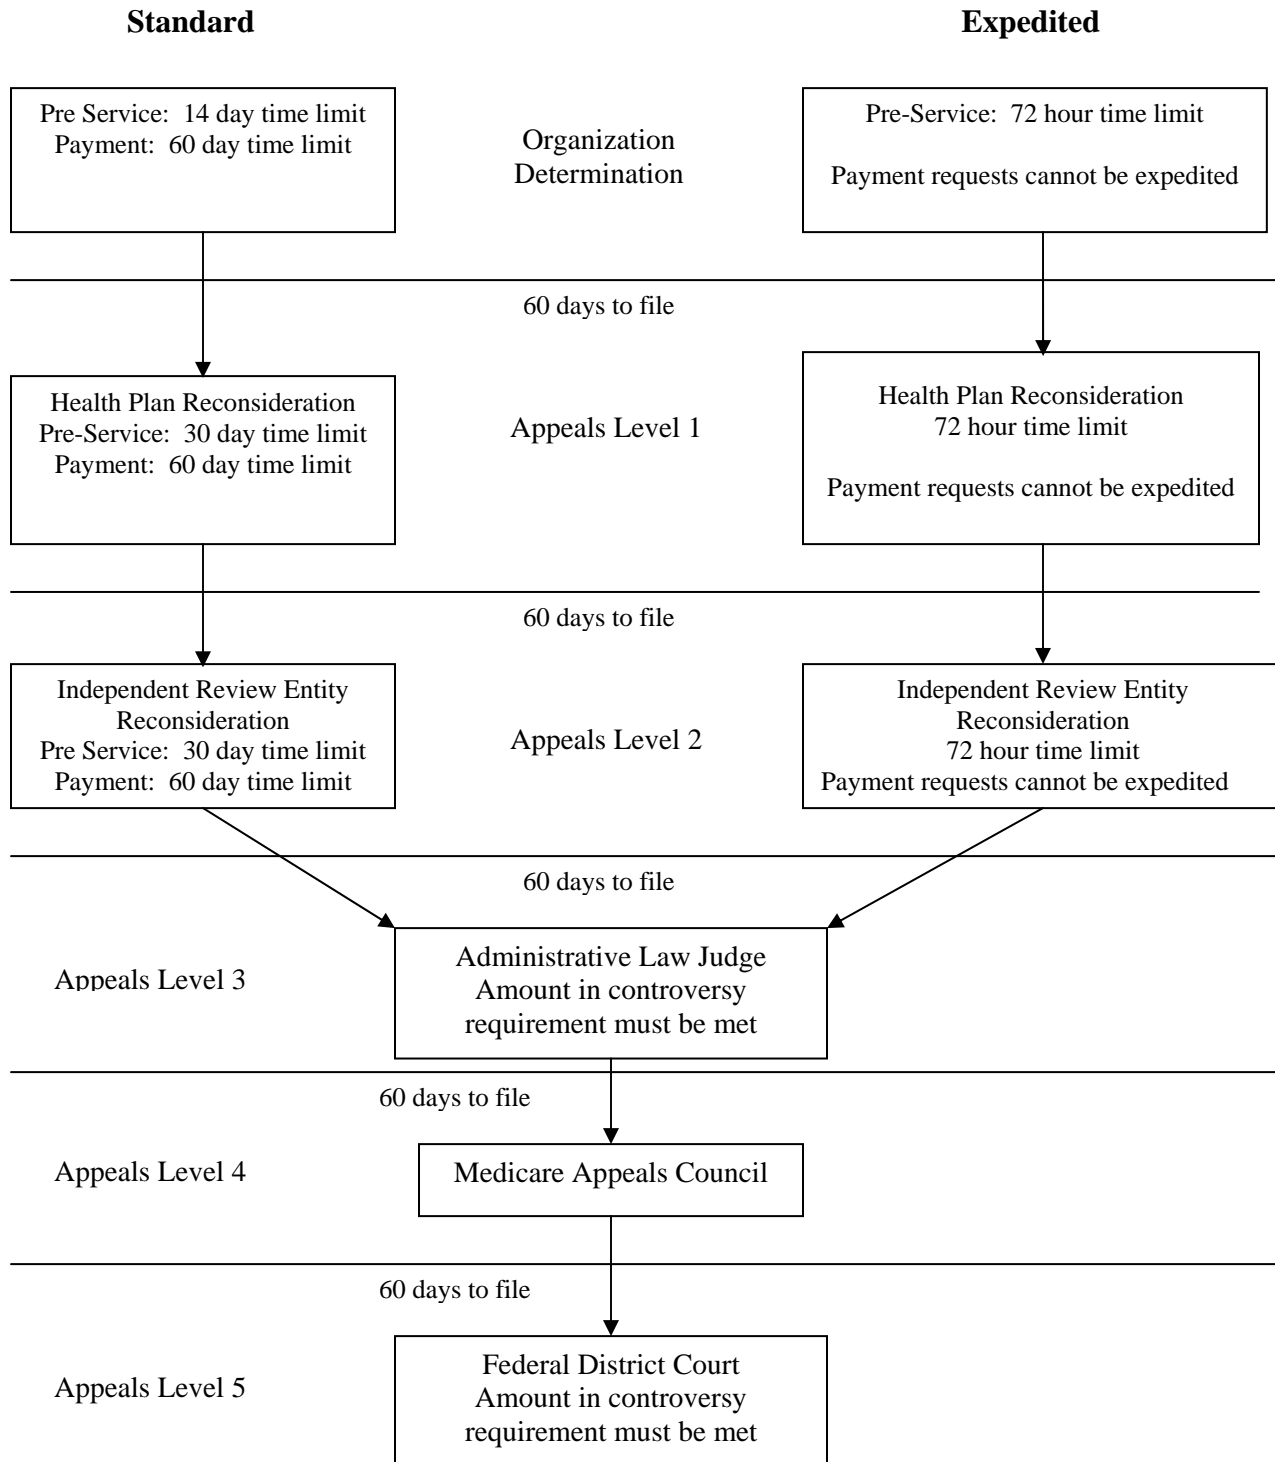 Standard
Expedited
Pre Service: 14 day time limit
Payment: 60 day time limit
Organization
Determination
Pre-Service: 72 hour time limit
Payment requests cannot be expedited
60 days to file
Health Plan Reconsideration
Pre-Service: 30 day time limit
Payment: 60 day time limit
Appeals Level 1
Health Plan Reconsideration
72 hour time limit
Payment requests cannot be expedited
60 days to file
Independent Review Entity
Reconsideration
Pre Service: 30 day time limit
Payment: 60 day time limit
Appeals Level 2
Independent Review Entity
Reconsideration
72 hour time limit
Payment requests cannot be expedited
60 days to file
Appeals Level 3
Administrative Law Judge
Amount in controversy
requirement must be met
60 days to file
Appeals Level 4
Medicare Appeals Council
60 days to file
Appeals Level 5
Federal District Court
Amount in controversy
requirement must be met